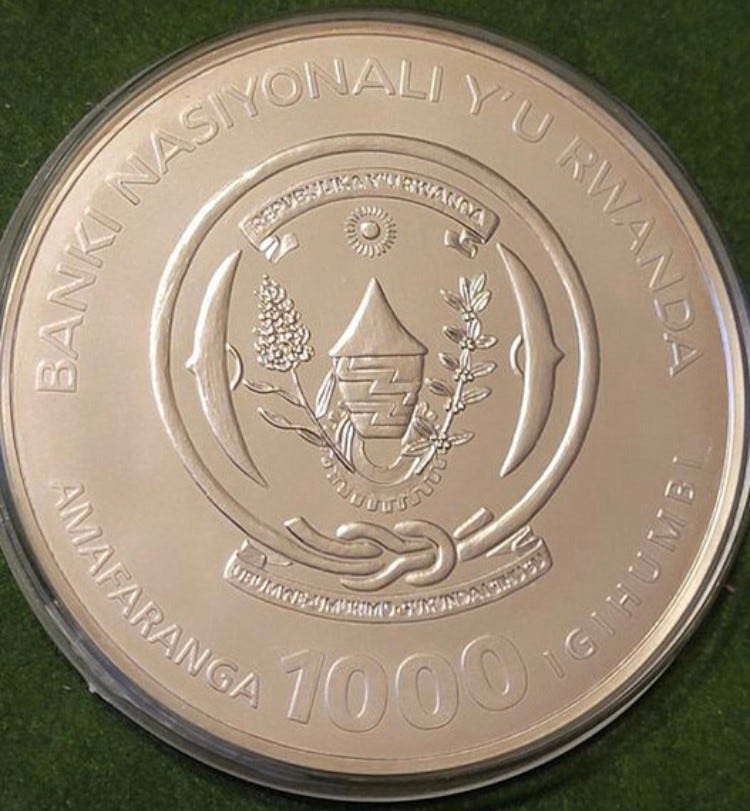 BANKI NASIYONALI Y'U RWANDA
REPUBULIKA Y'U RWANDA
UBUMWE-UMURIMO-GUKUNDA IGIHUGU
AMAFARANGA 1000 IGIHUMBI